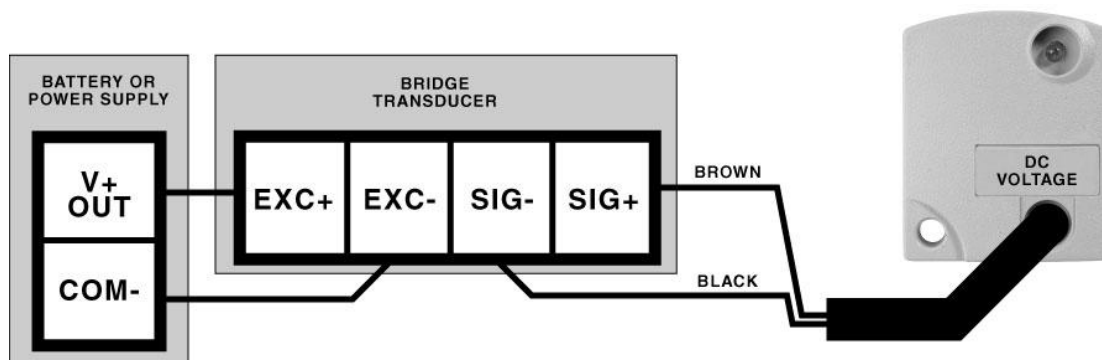 BATTERY OR
POWER SUPPLY
V+
OUT
COM-
BRIDGE
TRANSDUCER
EXC+
EXC-
SIG-
SIG+
BROWN
BLACK
DC
VOLTAGE